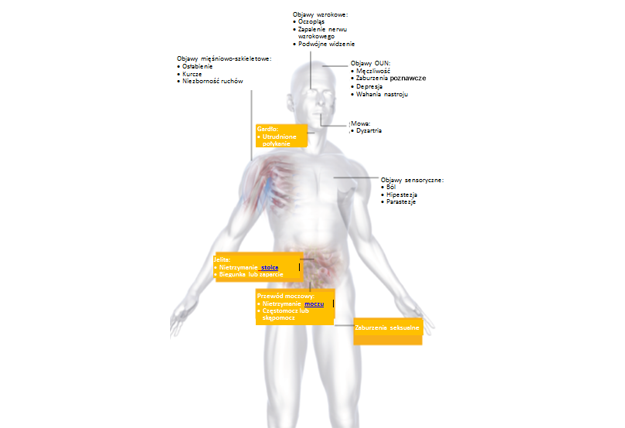 Objawy wzrokowe:
• Oczopląs
• Zapalenie nerwu
wzrokowego
• Podwójne widzenie
Objawy mięśniowo-szkieletowe:
• Osłabienie
• Kurcze
• Niezborność ruchów
Objawy OUN:
• Męczliwość
• Zaburzenia poznawcze
• Depresja
• Wahania nastroju
Mowa:
• Dyzartria
Gardło:
• Utrudnione
połykanie
Objawy sensoryczne:
• Ból
• Hipestezja
• Parastezje
Jelita:
• Nietrzymanie stolca
• Biegunka lub zaparcie
Przewód moczowy:
• Nietrzymanie moczu
• Częstomocz lub
skąpomocz
Zaburzenia seksualne